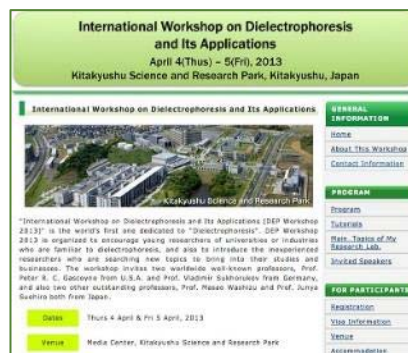 International Workshop on Dielectrophoresis
and Its Applications
April 4(Thus) – 5(Fri), 2013
Kitakyushu Science and Research Park, Kitakyushu, Japan
International Workshop on Dielectrophoresis and Its Applications
Kitakyushu Science and Research Park
"International Workshop on Dielectrophoresis and Its Applications (DEP Workshop
2013)" is the world's first one dedicated to "Dielectrophoresis". DEP Workshop
2013 is organized to encourage young researchers of universities or industries
who are familiar to dielectrophoresis, and also to introduce the inexperienced
researchers who are searching new topics to bring into their studies and
businesses. The workshop invites two worldwide well-known professors, Prof.
Peter R. C. Gascoyne from U.S.A. and Prof. Vladimir Sukhorukov from Germany,
and also two other outstanding professors, Prof. Masao Washizu and Prof. Junya
Suehiro both from Japan.
Dates
Thurs 4 April & Fri 5 April, 2013
Venue
Media Center, Kitakyushu Science and Research Park
GENERAL
INFORMATION
Home
About This Workshop
Contact Information
PROGRAM
Program
Tutorials
Main Topics of My
Research Lab.
Invited Speakers
FOR PARTICIPANTS
Registration
Visa Information
Venue
Accommodation